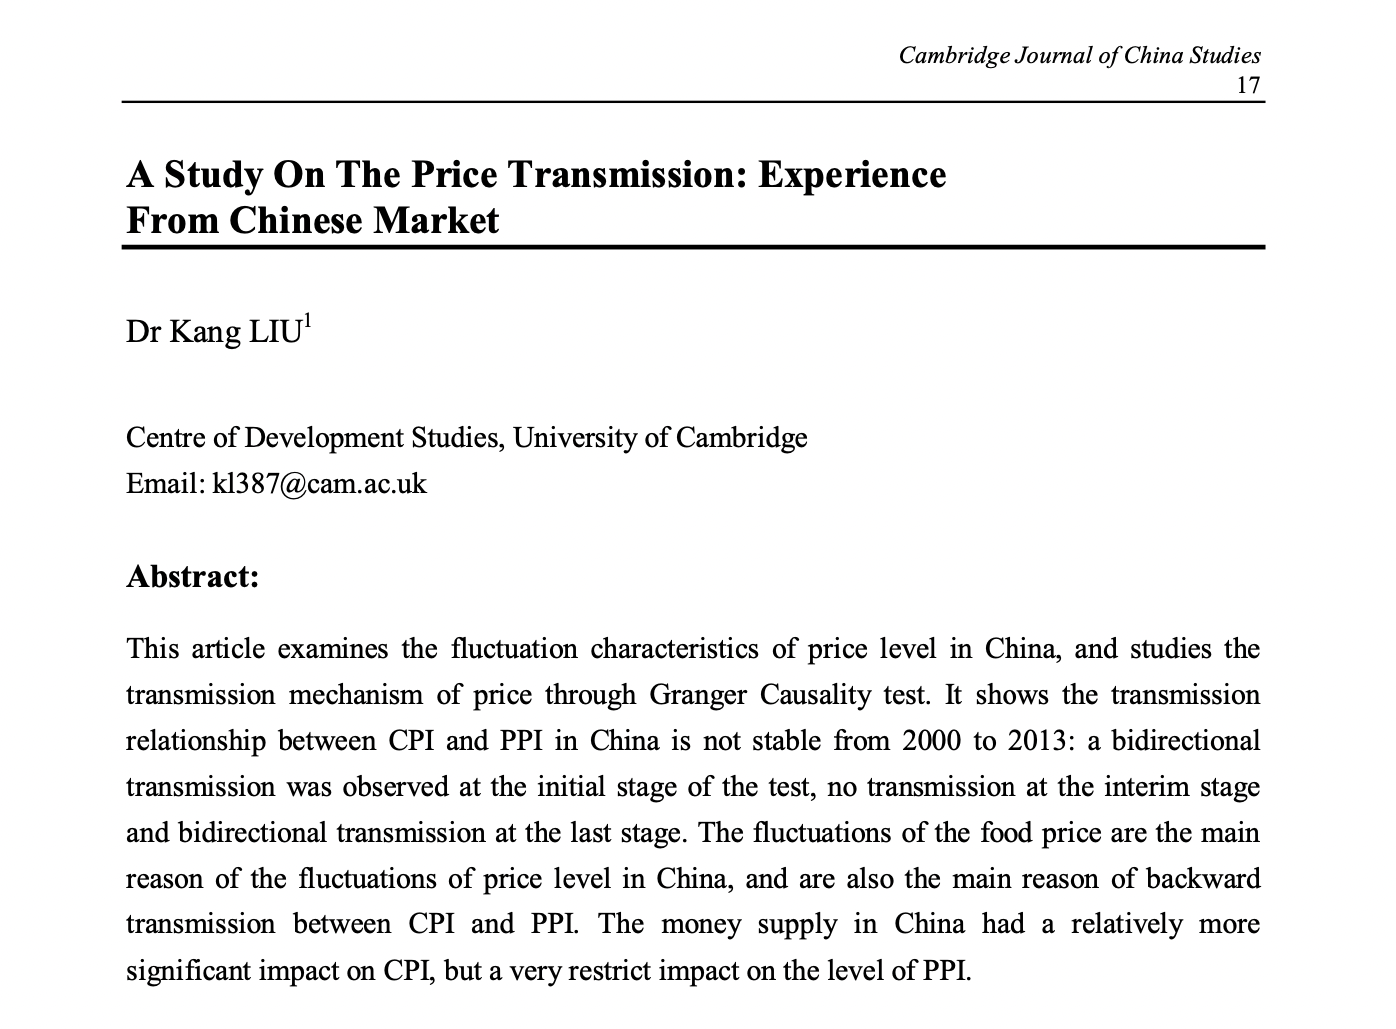 Cambridge Journal of China Studies
17
A Study On The Price Transmission: Experience
From Chinese Market
Dr Kang LIU1
Centre of Development Studies, University of Cambridge
Email: kl387@cam.ac.uk
Abstract:
This article examines the fluctuation characteristics of price level in China, and studies the
transmission mechanism of price through Granger Causality test. It shows the transmission
relationship between CPI and PPI in China is not stable from 2000 to 2013: a bidirectional
transmission was observed at the initial stage of the test, no transmission at the interim stage
and bidirectional transmission at the last stage. The fluctuations of the food price are the main
reason of the fluctuations of price level in China, and are also the main reason of backward
transmission between CPI and PPI. The money supply in China had a relatively more
significant impact on CPI, but a very restrict impact on the level of PPI.